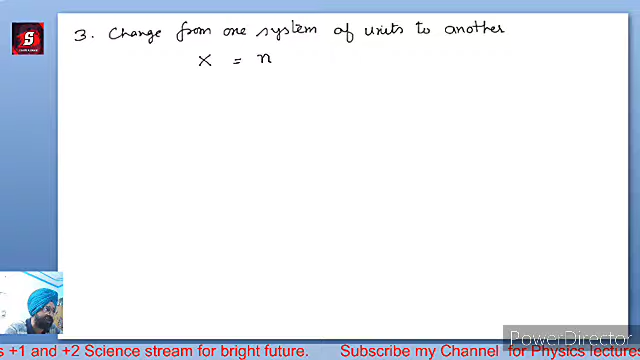 3. Change from one system of units to another
X = n
S
PowerDirector
s +1 and +2 Science stream for bright future. Subscribe my Channel for Physics lectures